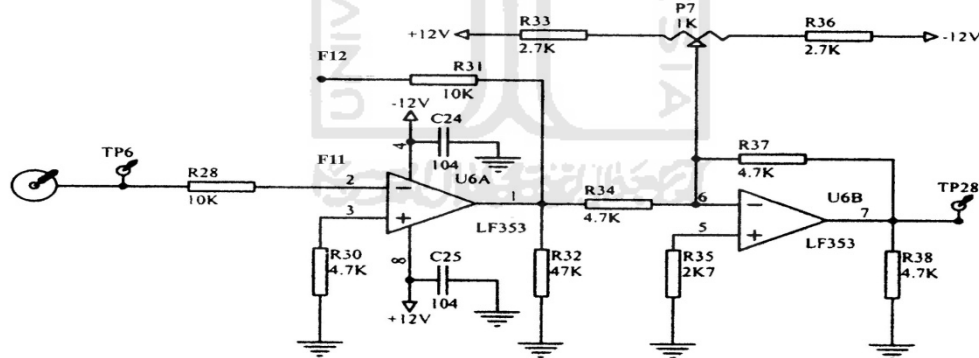 P7
R33
1K
R36
+12V
-12V
2.7K
2.7K
F12
R31
10K
-12V
C24
4
104
TP6
F11
U6A
R37
R28
4.7K
U6B
TP28
2
1
R34
6
7
10K
3
4.7K
5
LF353
LF353
R30
4.7K
8
C25
R32
47K
R35
2K7
R38
4.7K
104
+12V